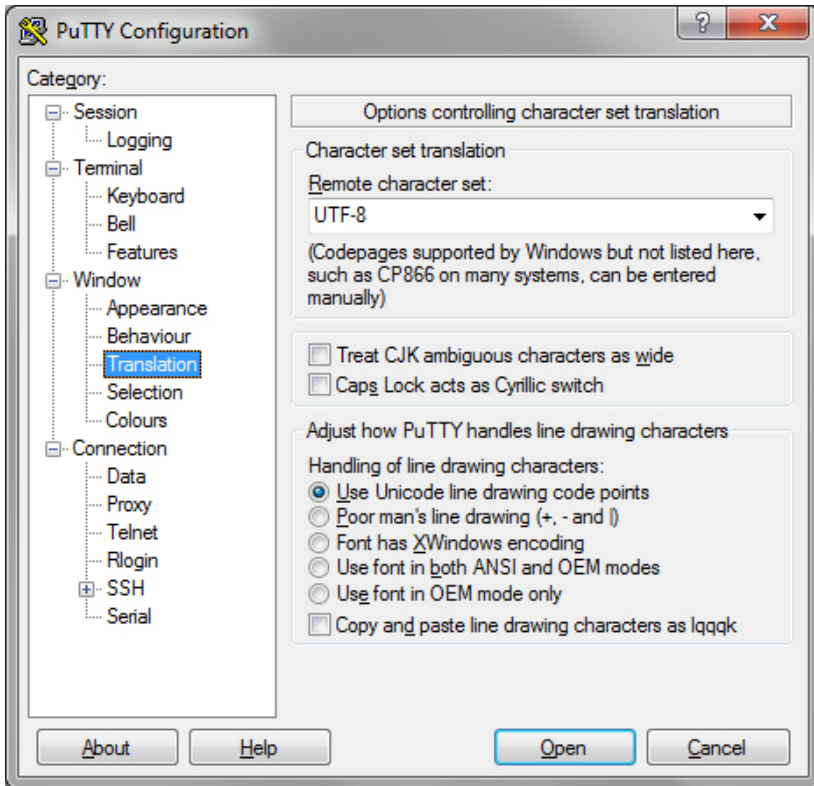 PuTTY Configuration
Category:
Session
Logging
Terminal
Keyboard
Bell
Features
Window
Appearance
Behaviour
Translation
Selection
Colours
Connection
Data
Proxy
Telnet
Rlogin
SSH
Serial
Options controlling character set translation
Character set translation
Remote character set:
UTF-8
(Codepages supported by Windows but not listed here,
such as CP866 on many systems, can be entered
manually)
Treat CJK ambiguous characters as wide
Caps Lock acts as Cyrillic switch
Adjust how PuTTY handles line drawing characters
Handling of line drawing characters:
Use Unicode line drawing code points
Poor man's line drawing (+, - and |)
Font has XWindows encoding
Use font in both ANSI and OEM modes
Use font in OEM mode only
Copy and paste line drawing characters as lqqqk
About
Help
Open
Cancel